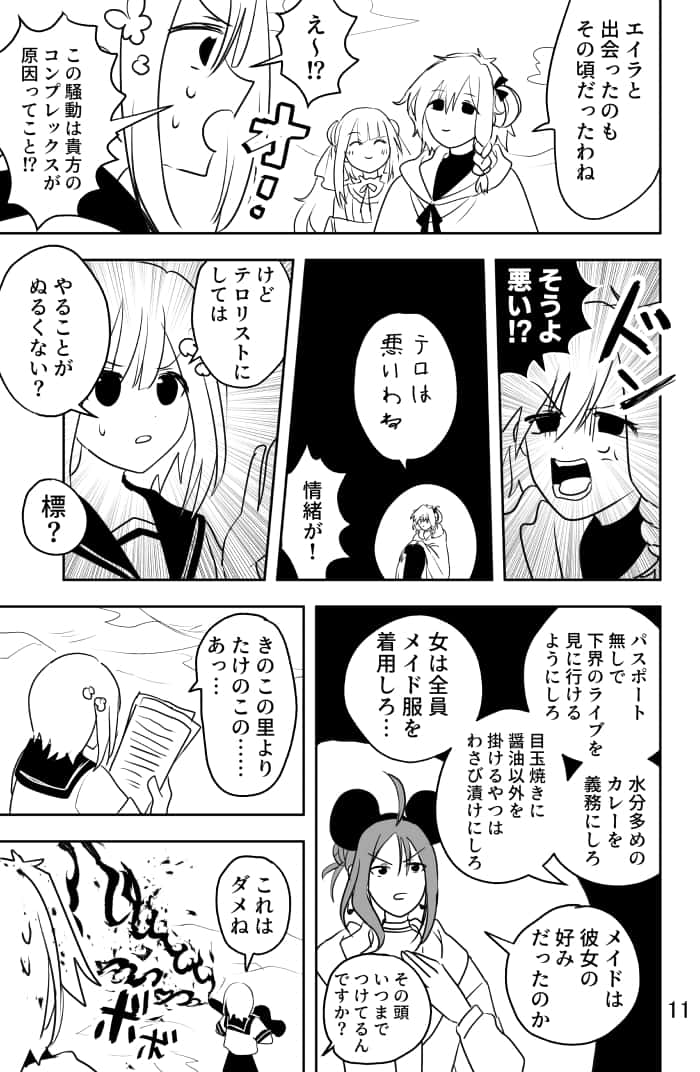 エイラと
出会ったのも
その頃だったわね
え〜!?
オー!
この騒動は貴方の
コンプレックスが
原因ってこと!?
そうよ
悪い!?
ドン
テロは
悪いわね
情緒が!
けど
テロリストに
しては
やることが
ぬるくない?
標?
パスポート
無しで
下界のライブを
見に行ける
ようにしろ
水分多めの
カレーを
義務にしろ
目玉焼きに
醤油以外を
掛けるやつは
わさび漬けにしろ
女は全員
メイド服を
着用しろ…
メイドは
彼女の
好み
だったのか
その頭
いつまで
つけてるん
ですか?
きのこの里より
たけのこの……
あっ…
これは
ダメね
ボボ
11